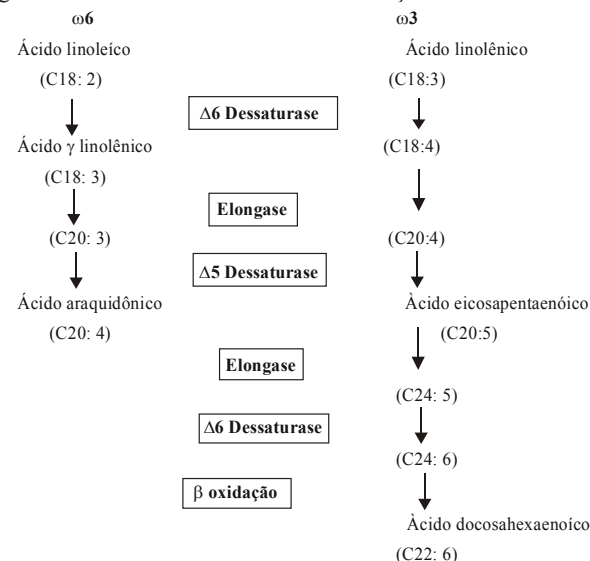 ω6 ω3
Ácido linoleíco Ácido linolênico
(C18: 2) (C18:3)
Δ6 Dessaturase
Ácido γ linolênico (C18:4)
(C18: 3)
Elongase
(C20: 3) (C20:4)
Δ5 Dessaturase
Ácido araquidônico Àcido eicosapentaenóico
(C20: 4) (C20:5)
Elongase
(C24: 5)
Δ6 Dessaturase
(C24: 6)
β oxidação
Àcido docosahexaenoíco
(C22: 6)